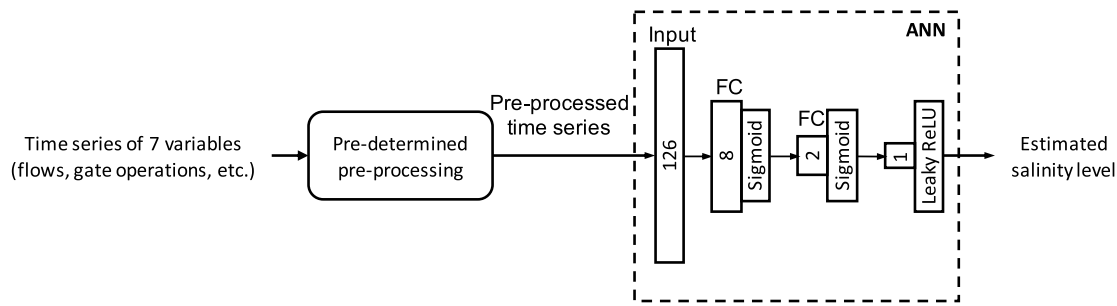 ANN
Input
FC
Pre-processed
time series
FC
Time series of 7 variables
(flows, gate operations, etc.)
Pre-determined
pre-processing
126
8
Sigmoid
2
Sigmoid
1
Leaky ReLU
Estimated
salinity level